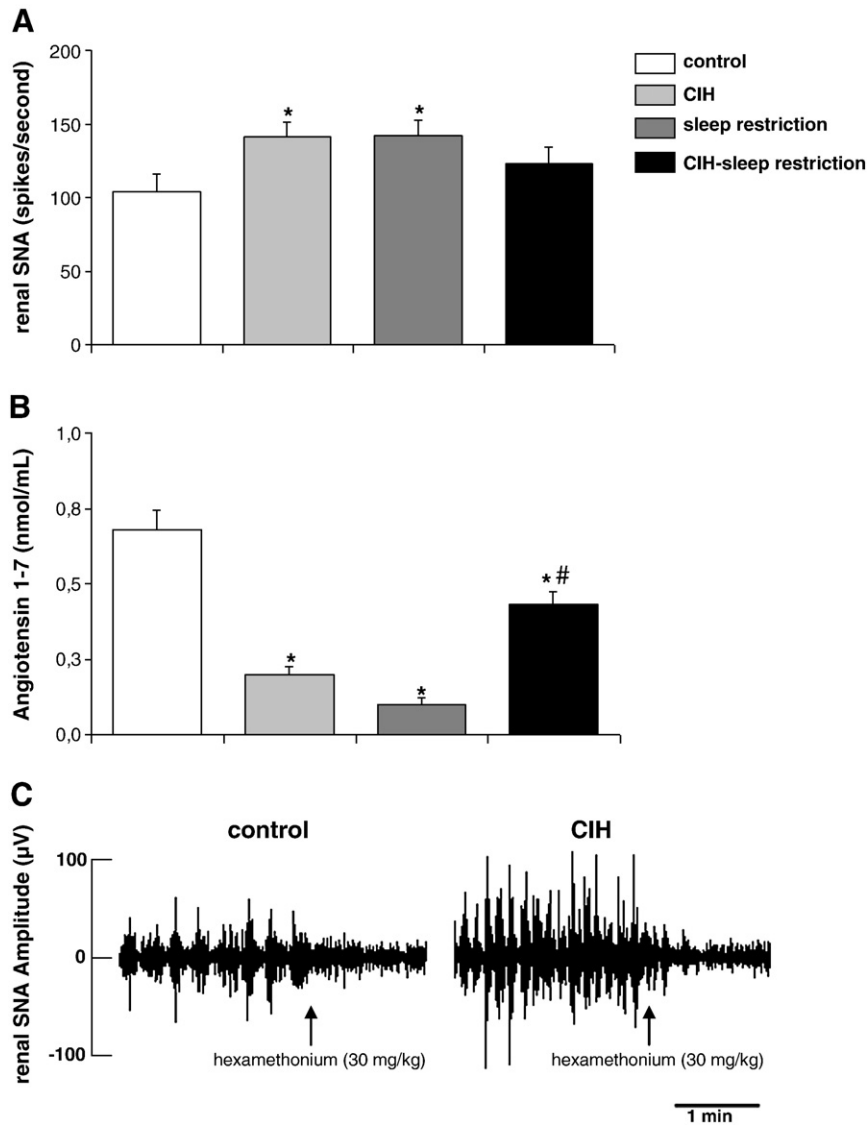 A
200
150
100
50
0
renal SNA (spikes/second)
* *
control
CIH
sleep restriction
CIH-sleep restriction
B
1,0
0,8
0,5
0,3
0,0
Angiotensin 1-7 (nmol/mL)
* * *#
C
control CIH
renal SNA Amplitude (µV)
100
0
-100
hexamethonium (30 mg/kg) hexamethonium (30 mg/kg)
1 min